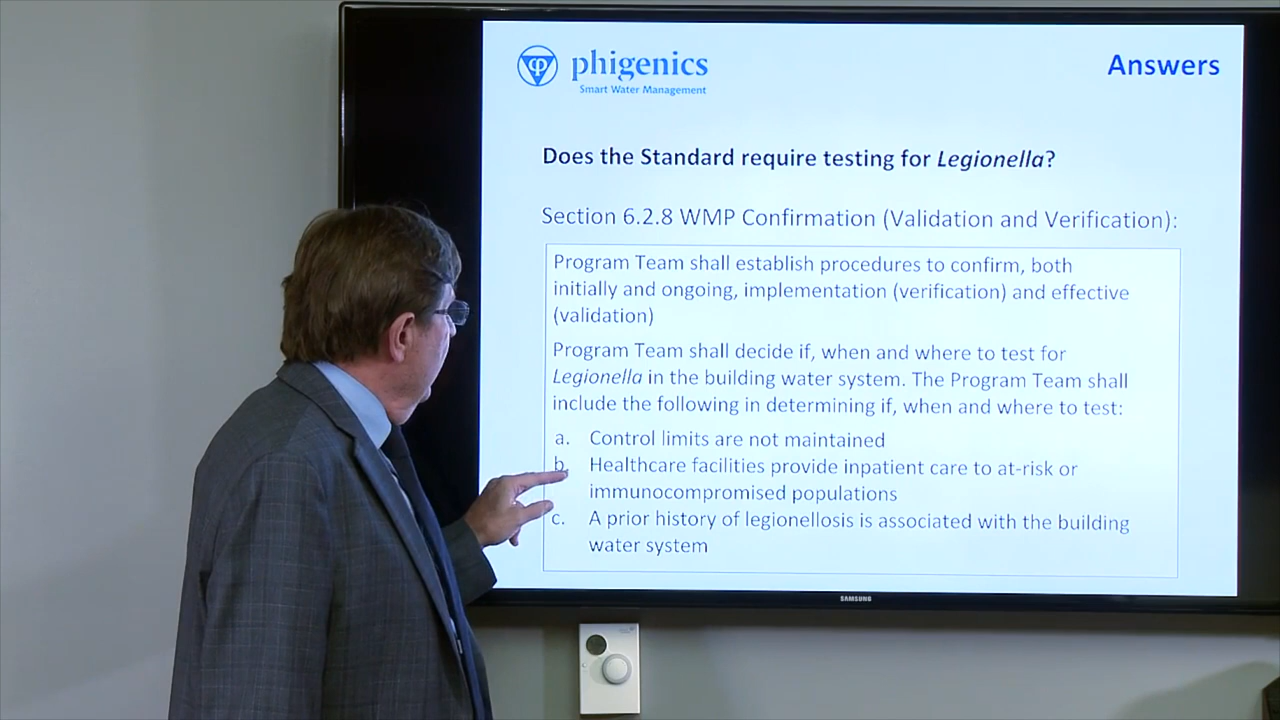 phigenics
Smart Water Management
Answers
Does the Standard require testing for Legionella?
Section 6.2.8 WMP Confirmation (Validation and Verification):
Program Team shall establish procedures to confirm, both
initially and ongoing, implementation (verification) and effective
(validation)
Program Team shall decide if, when and where to test for
Legionella in the building water system. The Program Team shall
include the following in determining if, when and where to test:
a. Control limits are not maintained
b. Healthcare facilities provide inpatient care to at-risk or
immunocompromised populations
c. A prior history of legionellosis is associated with the building
water system
SAMSUNG